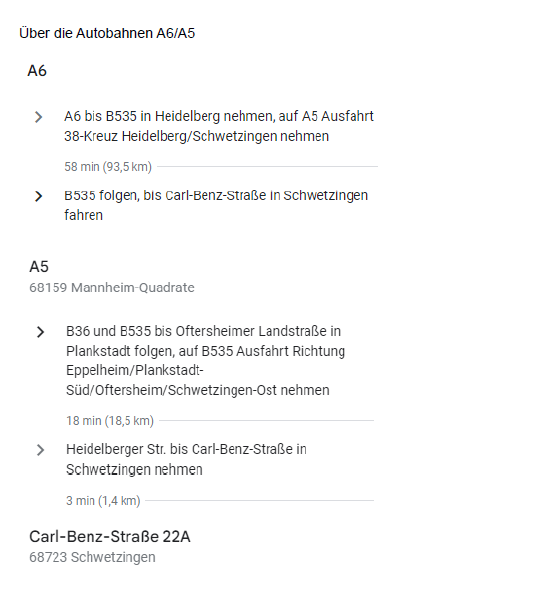 Über die Autobahnen A6/A5
A6
A6 bis B535 in Heidelberg nehmen, auf A5 Ausfahrt
38-Kreuz Heidelberg/Schwetzingen nehmen
58 min (93,5 km)
B535 folgen, bis Carl-Benz-Straße in Schwetzingen
fahren
A5
68159 Mannheim-Quadrate
B36 und B535 bis Oftersheimer Landstraße in
Plankstadt folgen, auf B535 Ausfahrt Richtung
Eppelheim/Plankstadt-
Süd/Oftersheim/Schwetzingen-Ost nehmen
18 min (18,5 km)
Heidelberger Str. bis Carl-Benz-Straße in
Schwetzingen nehmen
3 min (1,4 km)
Carl-Benz-Straße 22A
68723 Schwetzingen